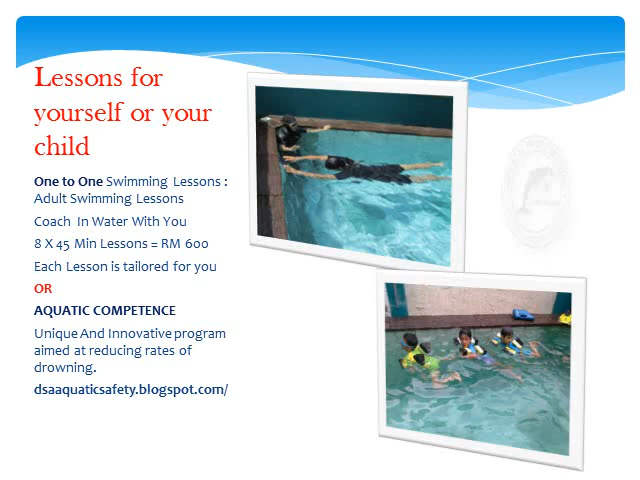 Lessons for
yourself or your
child
One to One Swimming Lessons :
Adult Swimming Lessons
Coach In Water With You
8 X 45 Min Lessons = RM 600
Each Lesson is tailored for you
OR
AQUATIC COMPETENCE
Unique And Innovative program
aimed at reducing rates of
drowning.
dsaaquaticsafety.blogspot.com/